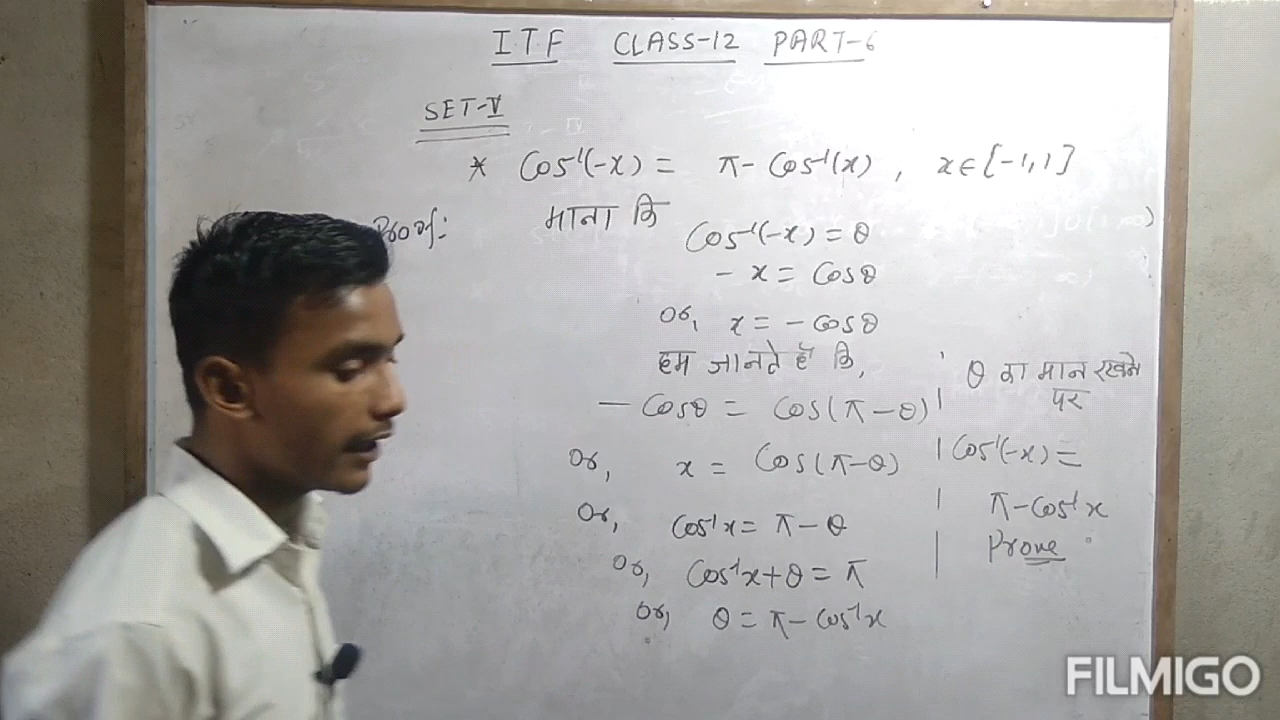 ITF CLASS-12 PART-6
SET-V
* Cos⁻¹(-x) = π - Cos⁻¹(x) , x∈[-1,1]
Proof:
माना कि
Cos⁻¹(-x) = θ
- x = Cosθ
or, x = - cosθ
हम जानते हैं कि,
- Cosθ = Cos(π-θ)
Or, x = Cos(π-θ)
Or, Cos⁻¹x = π - θ
Or, Cos⁻¹x + θ = π
Or, θ = π - Cos⁻¹x
θ का मान रखने
पर
Cos⁻¹(-x) =
π - Cos⁻¹x
Prove
FILMIGO